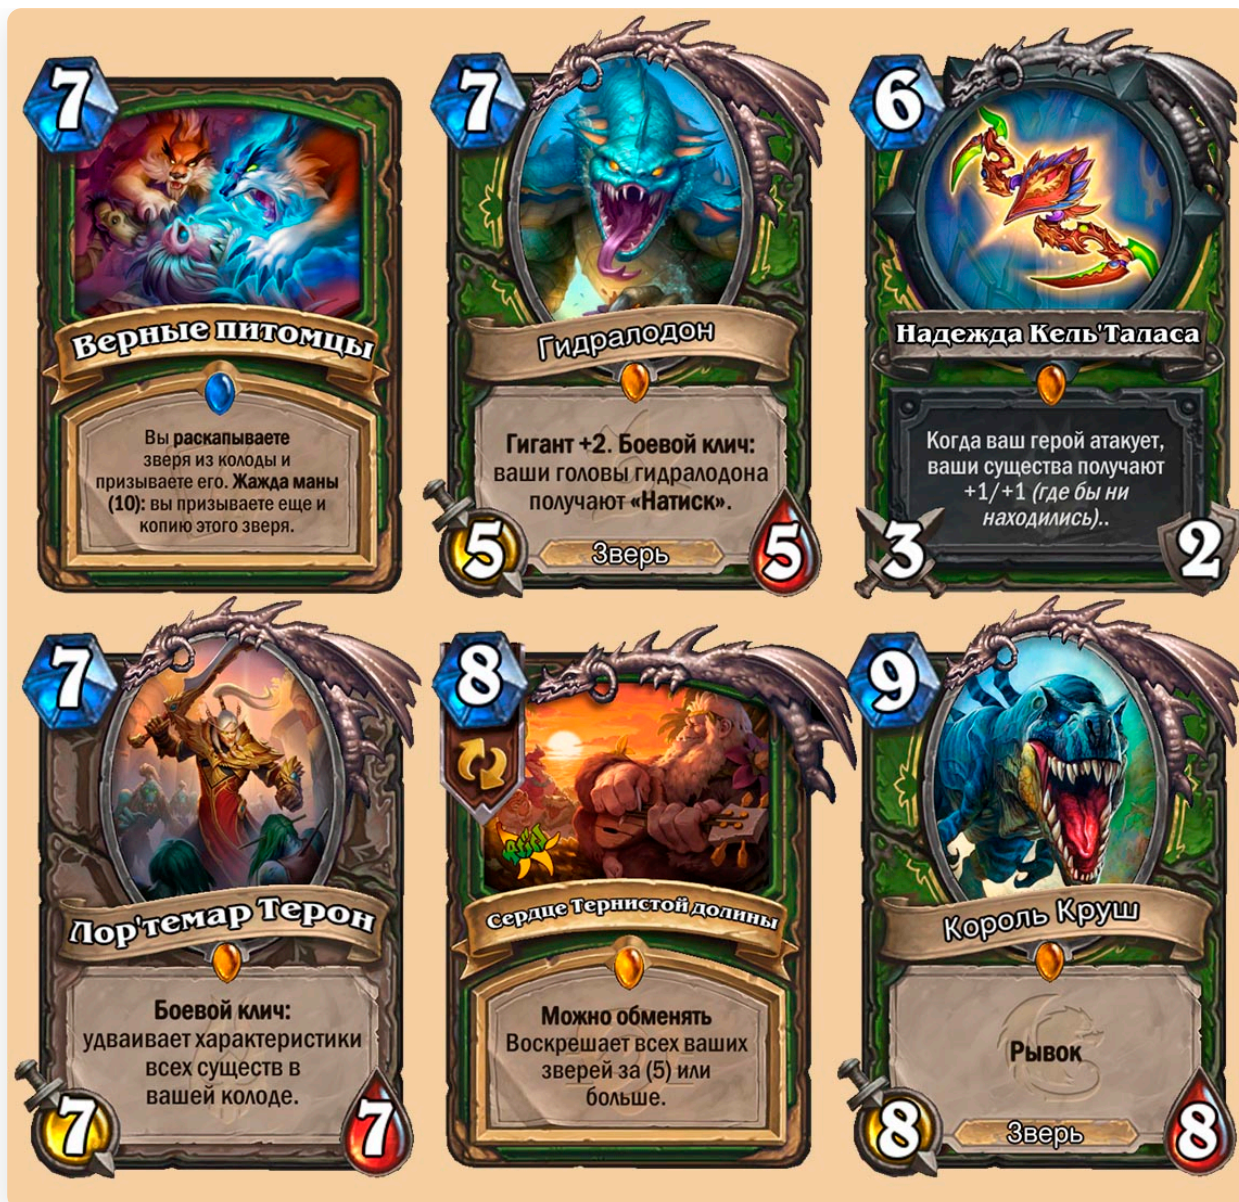 7
Верные питомцы
Вы раскапываете
зверя из колоды и
призываете его. Жажда маны
(10): вы призываете еще и
копию этого зверя.
7
Гидралодон
Гигант +2. Боевой клич:
ваши головы гидралодона
получают «Натиск».
5
Зверь
5
6
Надежда Кель'Таласа
Когда ваш герой атакует,
ваши существа получают
+1/+1 (где бы ни
находились)..
3
2
7
Лор'темар Терон
Боевой клич:
удваивает характеристики
всех существ в
вашей колоде.
7
7
8
Сердце Тернистой долины
Можно обменять
Воскрешает всех ваших
зверей за (5) или
больше.
9
Король Круш
Рывок
8
Зверь
8